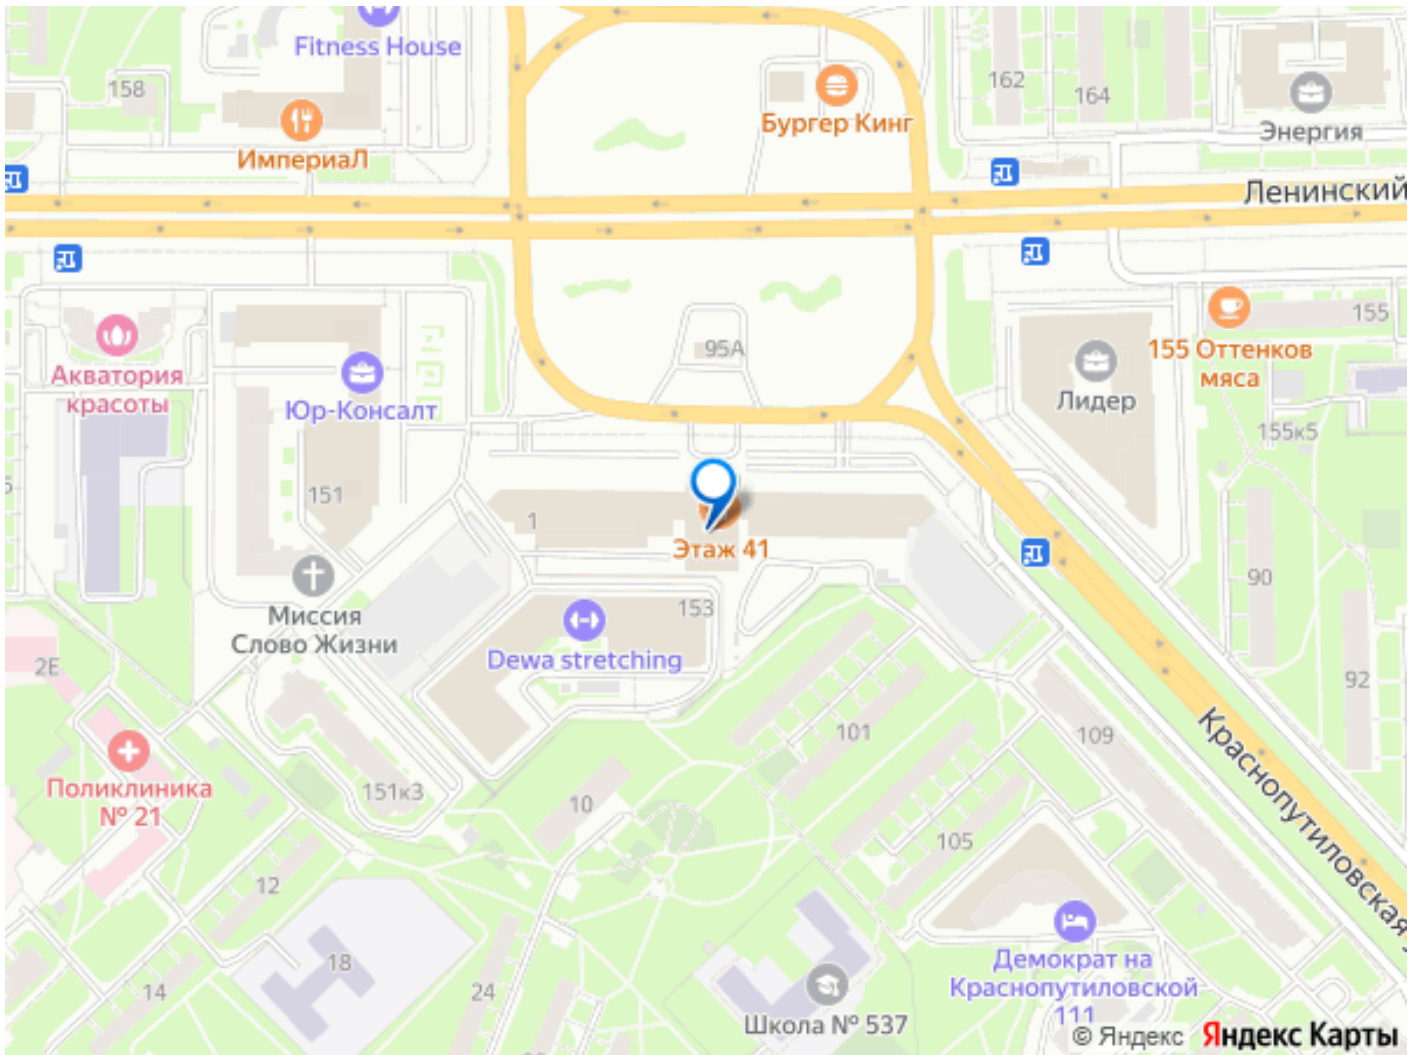 Fitness House
158
ИмпериаЛ
Бургер Кинг
162
164
Энергия
Ленинский
Акватория
красоты
Юр-Консалт
95А
155
155 Оттенков
мяса
Лидер
155к5
151
1
Этаж 41
90
Миссия
Слово Жизни
153
Dewa stretching
2Е
92
101
109
Краснопутиловская
Поликлиника
№ 21
151к3
10
105
12
18
14
24
Демократ на
Краснопутиловской
111
Школа № 537
© Яндекс Яндекс Карты